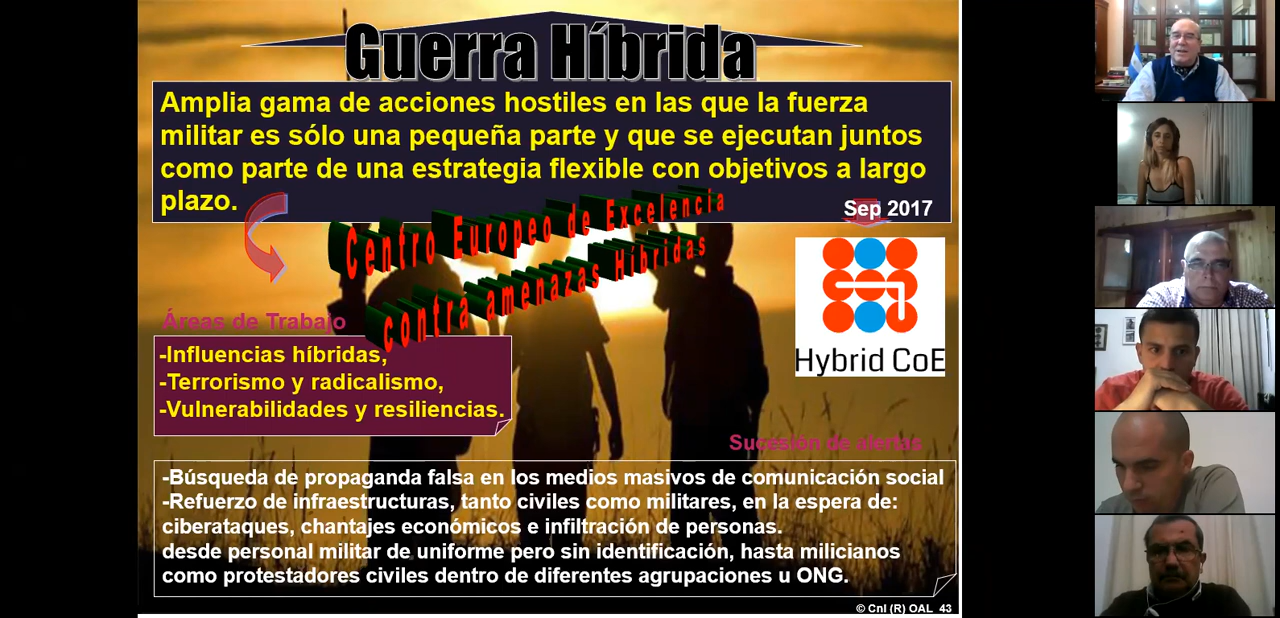 Guerra Híbrida
Amplia gama de acciones hostiles en las que la fuerza
militar es sólo una pequeña parte y que se ejecutan juntos
como parte de una estrategia flexible con objetivos a largo
plazo.
Sep 2017
Centro Europeo de Excelencia
contra amenazas Híbridas
Hybrid CoE
Áreas de Trabajo
-Influencias híbridas,
-Terrorismo y radicalismo,
-Vulnerabilidades y resiliencias.
Sucesión de alertas
-Búsqueda de propaganda falsa en los medios masivos de comunicación social
-Refuerzo de infraestructuras, tanto civiles como militares, en la espera de:
ciberataques, chantajes económicos e infiltración de personas.
desde personal militar de uniforme pero sin identificación, hasta milicianos
como protestadores civiles dentro de diferentes agrupaciones u ONG.
© Cnl (R) OAL 43